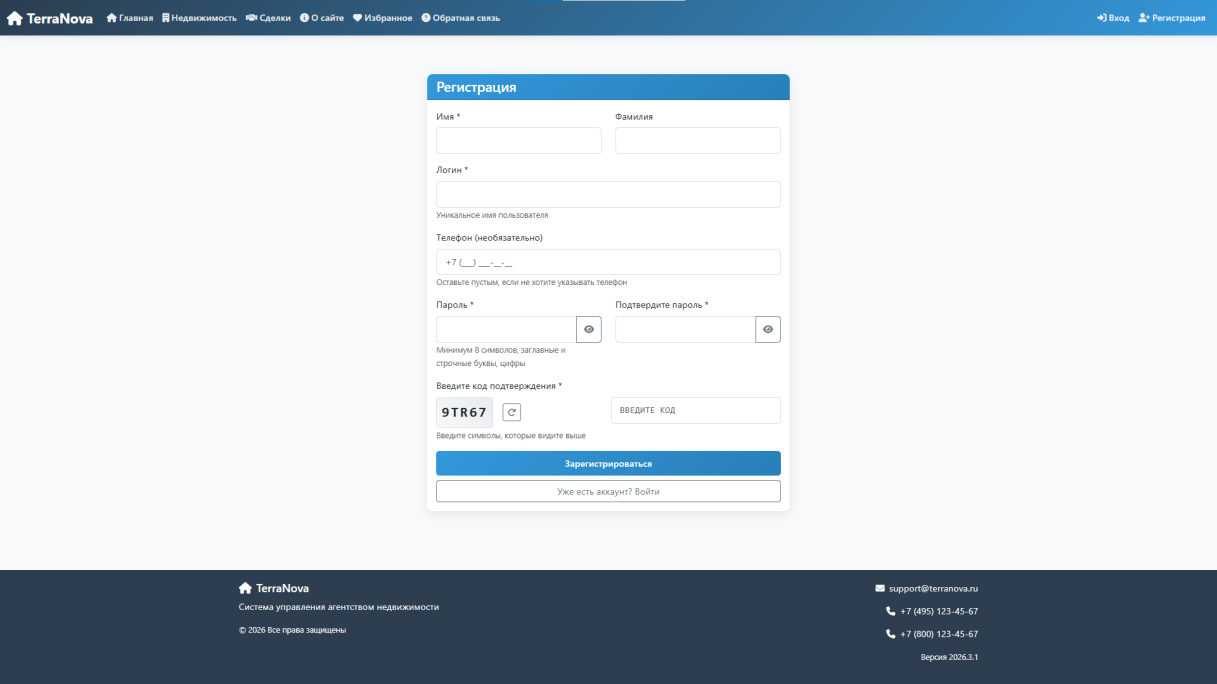 TerraNova Главная Недвижимость Сделки О сайте Избранное Обратная связь Вход Регистрация
Регистрация
Имя * Фамилия
Логин *
Уникальное имя пользователя
Телефон (необязательно)
+7 (__) ___-__-__
Оставьте пустым, если не хотите указывать телефон
Пароль * Подтвердите пароль *
Минимум 8 символов, заглавные и
строчные буквы, цифры
Введите код подтверждения *
9TR67 ВВЕДИТЕ КОД
Введите символы, которые видите выше
Зарегистрироваться
Уже есть аккаунт? Войти
TerraNova
Система управления агентством недвижимости
© 2026 Все права защищены
support@terranova.ru
+7 (495) 123-45-67
+7 (800) 123-45-67
Версия 2026.3.1